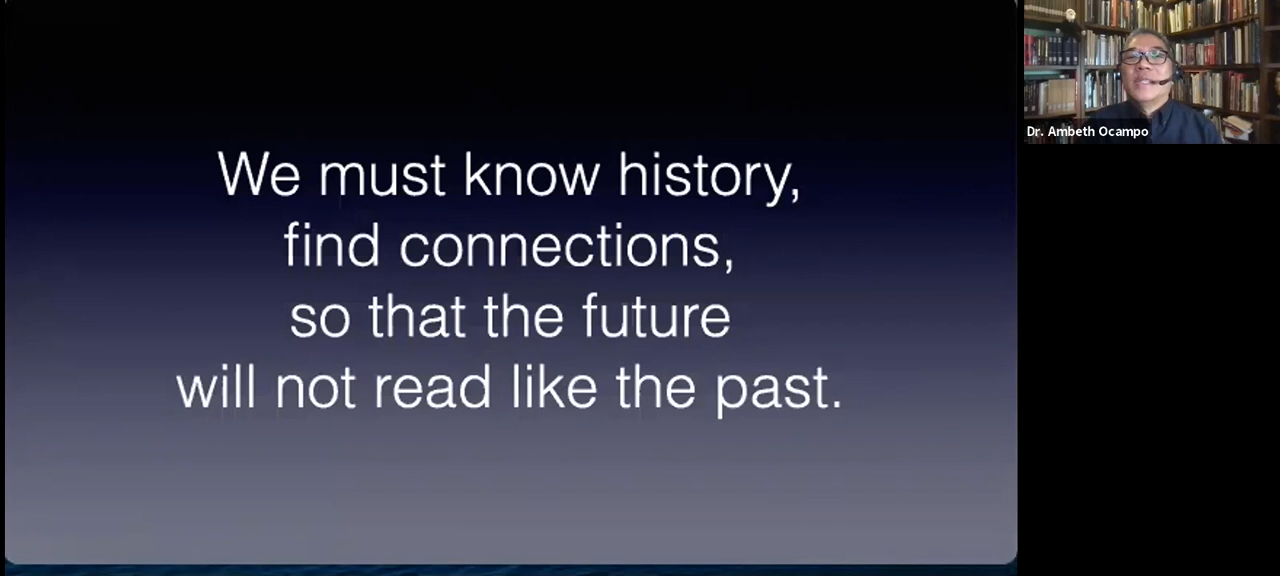 We must know history,
find connections,
so that the future
will not read like the past.
Dr. Ambeth Ocampo